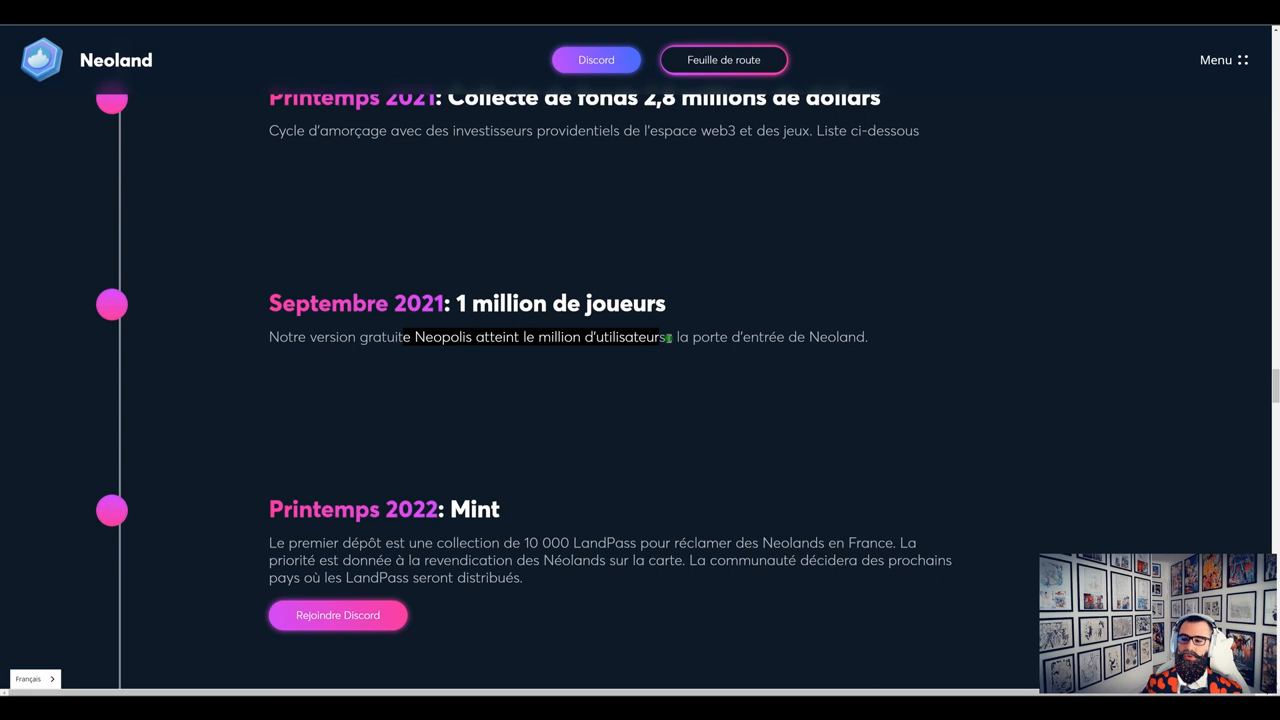 Neoland
Discord
Feuille de route
Menu
Printemps 2021: Collecte de fonds 2,8 millions de dollars
Cycle d'amorçage avec des investisseurs providentiels de l'espace web3 et des jeux. Liste ci-dessous
Septembre 2021: 1 million de joueurs
Notre version gratuite Neopolis atteint le million d'utilisateurs: la porte d'entrée de Neoland.
Printemps 2022: Mint
Le premier dépôt est une collection de 10 000 LandPass pour réclamer des Neolands en France. La
priorité est donnée à la revendication des Néolands sur la carte. La communauté décidera des prochains
pays où les LandPass seront distribués.
Rejoindre Discord
Français